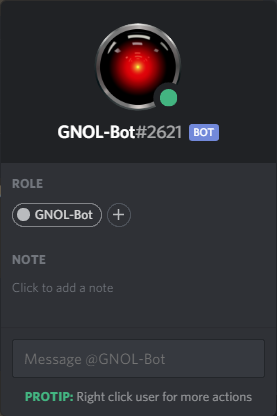 GNOL-Bot#2621 BOT
ROLE
GNOL-Bot +
NOTE
Click to add a note
Message @GNOL-Bot
PROTIP: Right click user for more actions